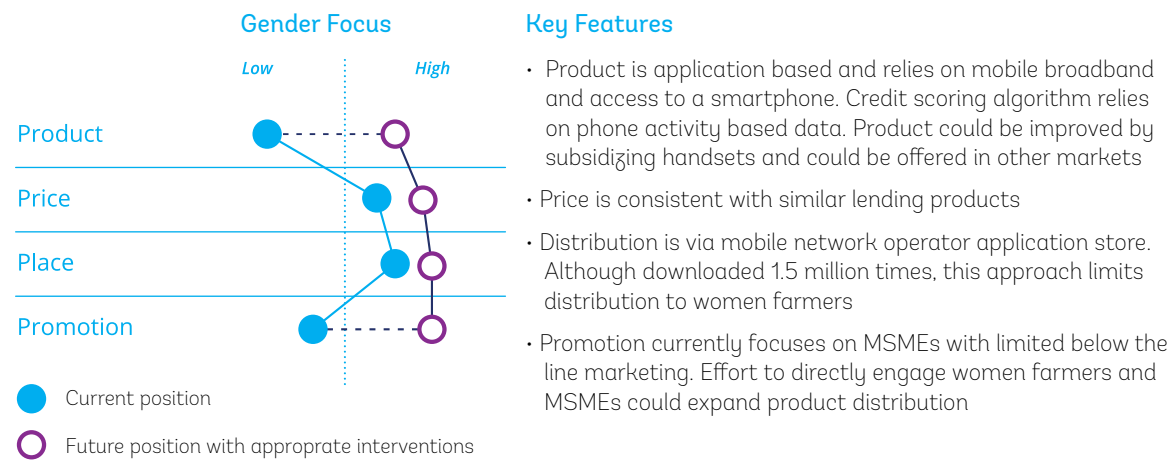 Gender Focus
Low
High
Product
Price
Place
Promotion
Current position
Future position with approprate interventions
Key Features
• Product is application based and relies on mobile broadband
and access to a smartphone. Credit scoring algorithm relies
on phone activity based data. Product could be improved by
subsidizing handsets and could be offered in other markets
• Price is consistent with similar lending products
• Distribution is via mobile network operator application store.
Although downloaded 1.5 million times, this approach limits
distribution to women farmers
• Promotion currently focuses on MSMEs with limited below the
line marketing. Effort to directly engage women farmers and
MSMEs could expand product distribution